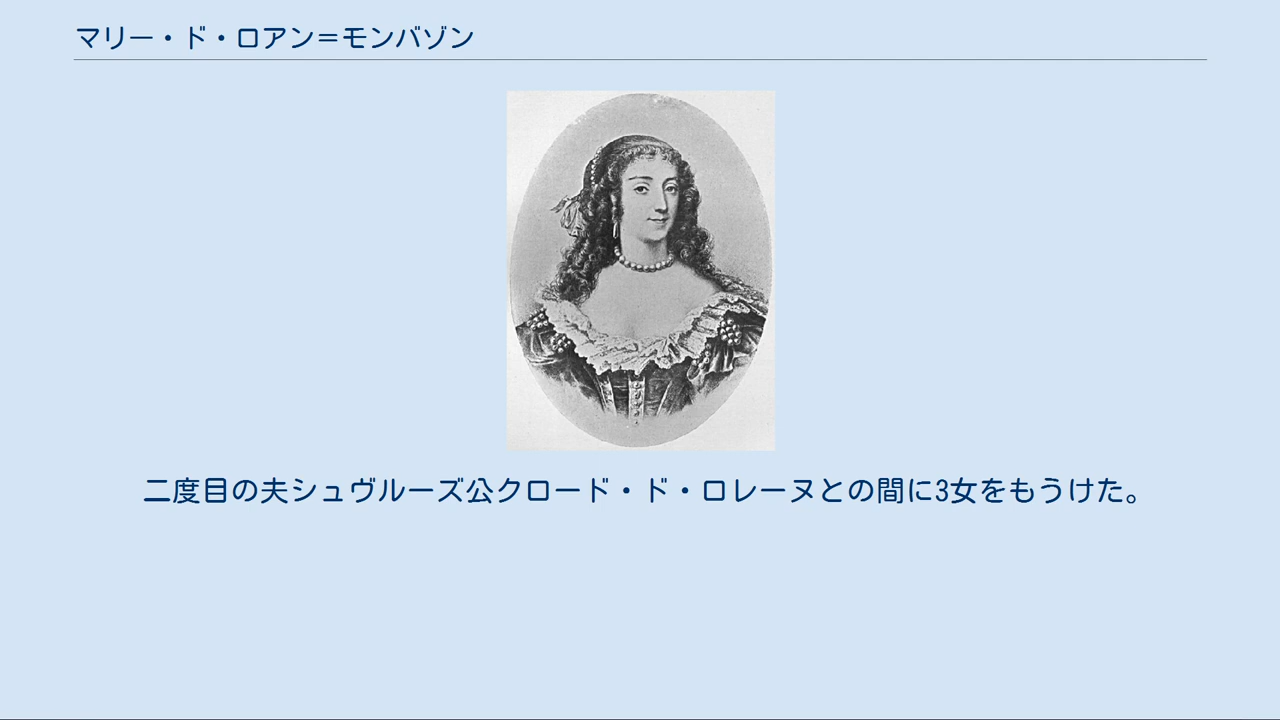 マリー・ド・ロアン＝モンバゾン
二度目の夫シュヴルーズ公クロード・ド・ロレーヌとの間に3女をもうけた。